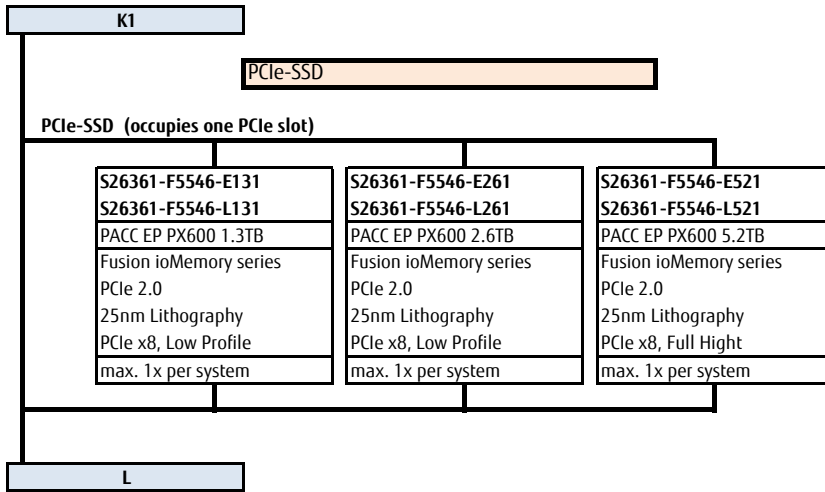 K1
PCIe-SSD
PCIe-SSD (occupies one PCIe slot)
S26361-F5546-E131
S26361-F5546-L131
PACC EP PX600 1.3TB
Fusion ioMemory series
PCIe 2.0
25nm Lithography
PCIe x8, Low Profile
max. 1x per system
S26361-F5546-E261
S26361-F5546-L261
PACC EP PX600 2.6TB
Fusion ioMemory series
PCIe 2.0
25nm Lithography
PCIe x8, Low Profile
max. 1x per system
S26361-F5546-E521
S26361-F5546-L521
PACC EP PX600 5.2TB
Fusion ioMemory series
PCIe 2.0
25nm Lithography
PCIe x8, Full Hight
max. 1x per system
L